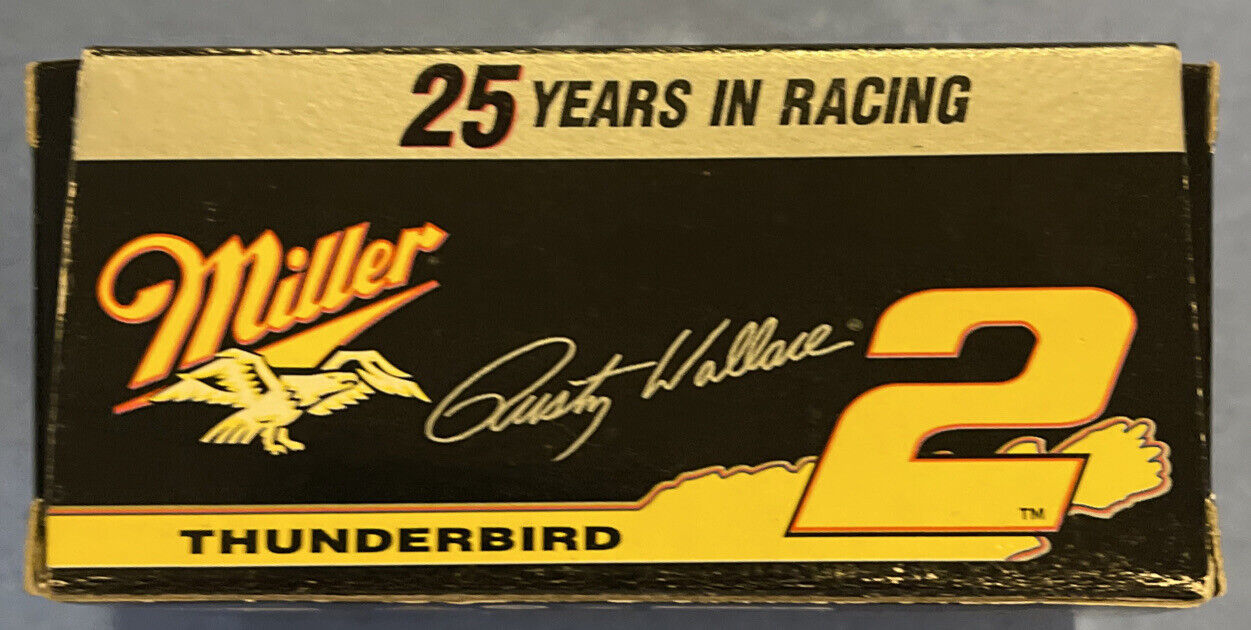 25 YEARS IN RACING
Miller
Rusty Wallace
2
TM
THUNDERBIRD